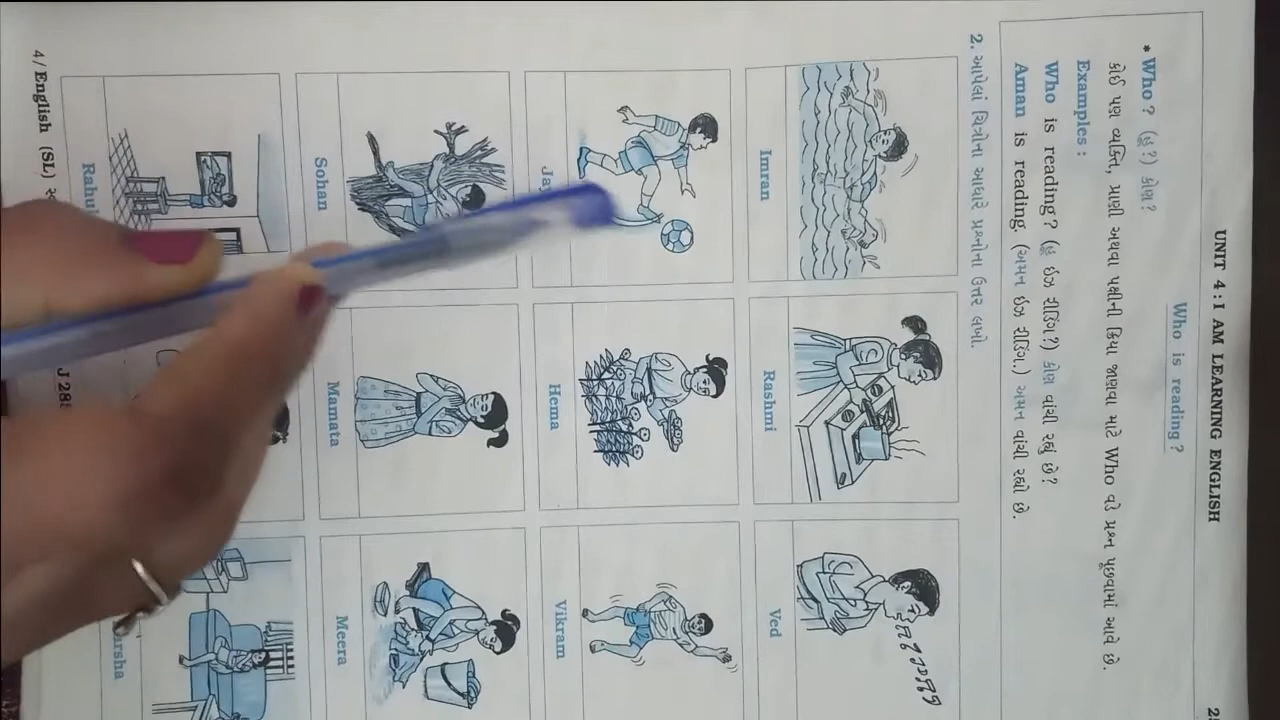 UNIT 4 : I AM LEARNING ENGLISH
Who is reading ?
* Who ? (હુ?) કોણ?
કોઈ પણ વ્યક્તિ, પ્રાણી અથવા પક્ષીની ક્રિયા જાણવા માટે Who વડે પ્રશ્ન પૂછવામાં આવે છે.
Examples :
Who is reading? (હૂ ઇઝ રીડિંગ?) કોણ વાંચી રહ્યું છે?
Aman is reading. (અમન ઇઝ રીડિંગ.) અમન વાંચી રહ્યો છે.
2. આપેલાં ચિત્રોના આધારે પ્રશ્નોના ઉત્તર લખો.
Imran Rashmi Ved
Hema Vikram
Sohan Mamata Meera
Rahul
4 / English (SL)